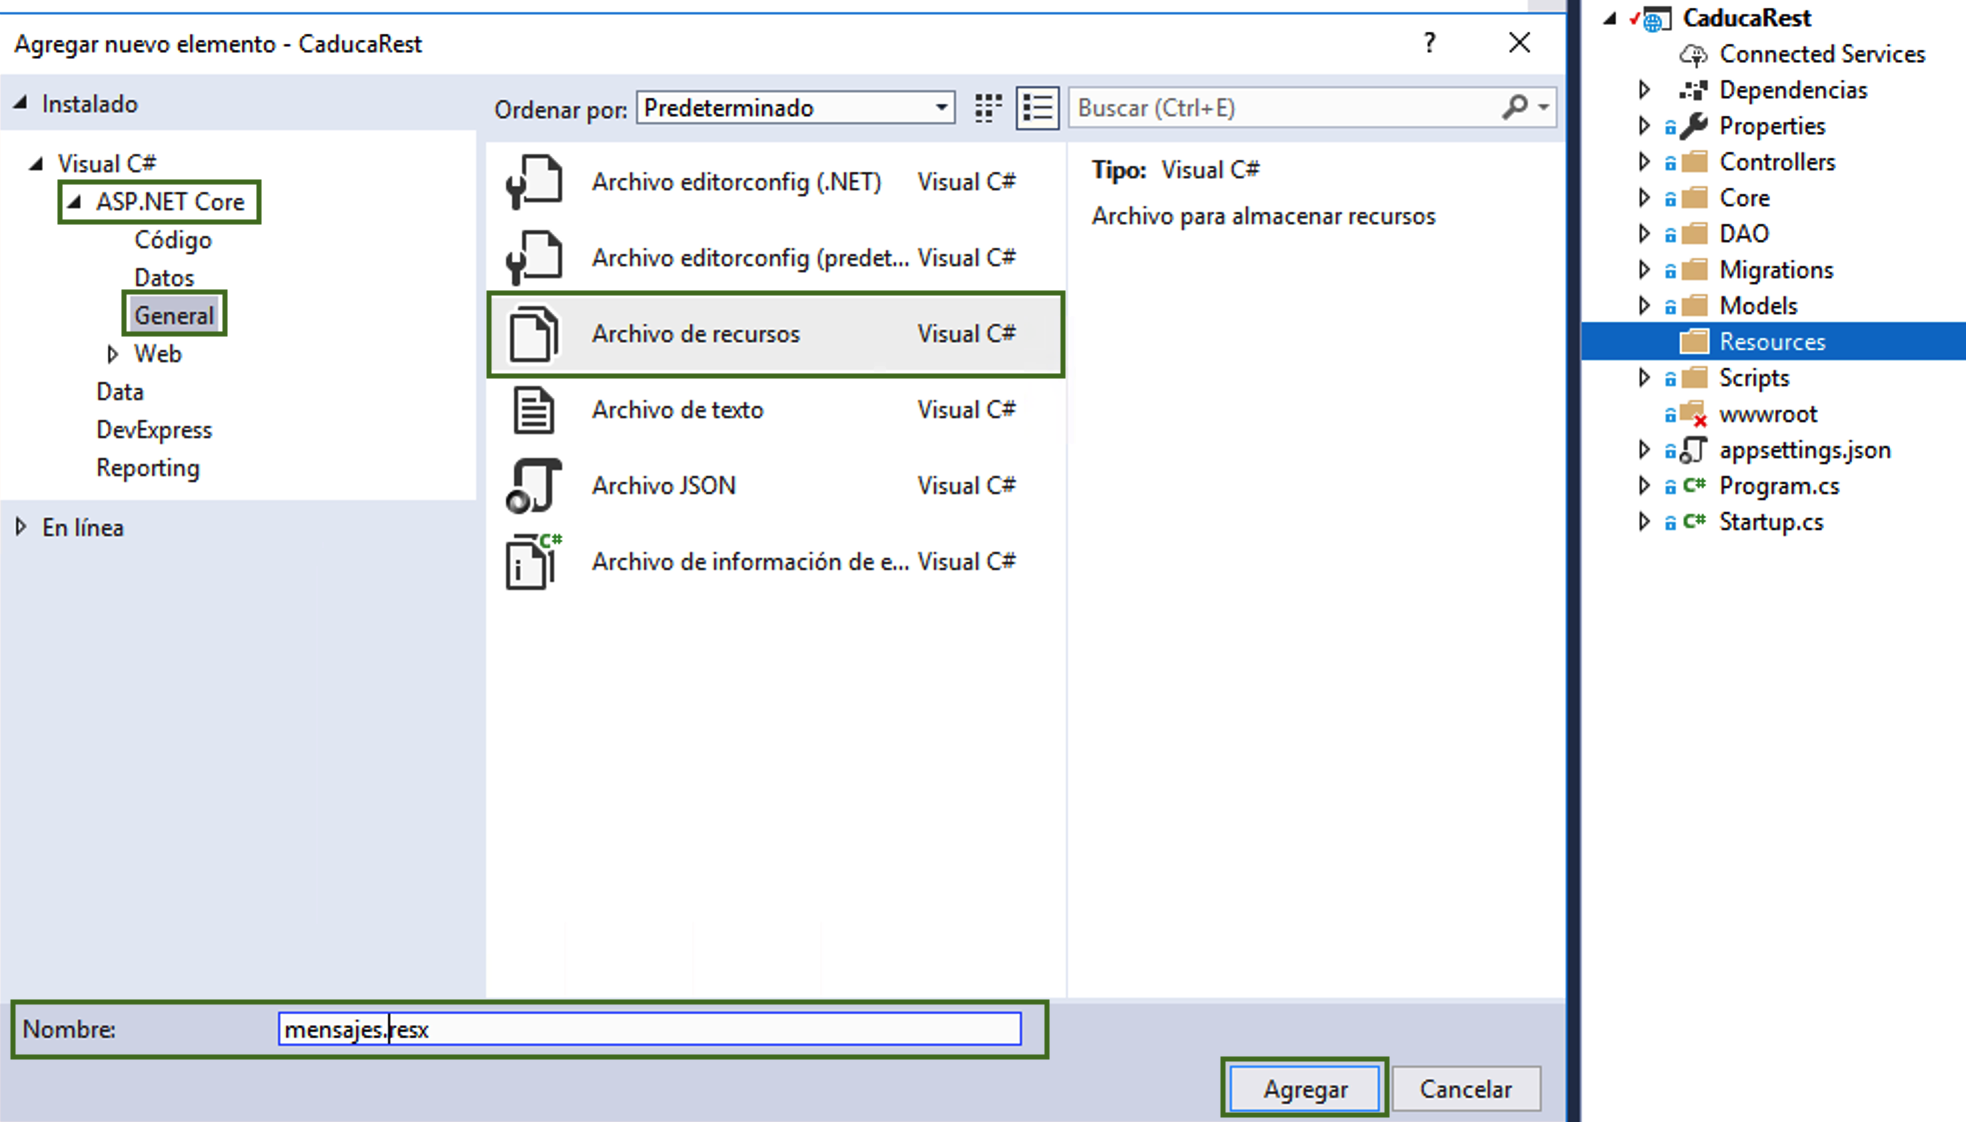 Agregar nuevo elemento - CaducaRest
?
Instalado
Visual C#
ASP.NET Core
Código
Datos
General
Web
Data
DevExpress
Reporting
En línea
Ordenar por: Predeterminado
Buscar (Ctrl+E)
Archivo editorconfig (.NET) Visual C#
Archivo editorconfig (predet... Visual C#
Archivo de recursos Visual C#
Archivo de texto Visual C#
Archivo JSON Visual C#
C#
Archivo de información de e... Visual C#
Tipo: Visual C#
Archivo para almacenar recursos
Nombre: mensajes.resx
Agregar Cancelar
CaducaRest
Connected Services
Dependencias
Properties
Controllers
Core
DAO
Migrations
Models
Resources
Scripts
wwwroot
appsettings.json
C# Program.cs
C# Startup.cs